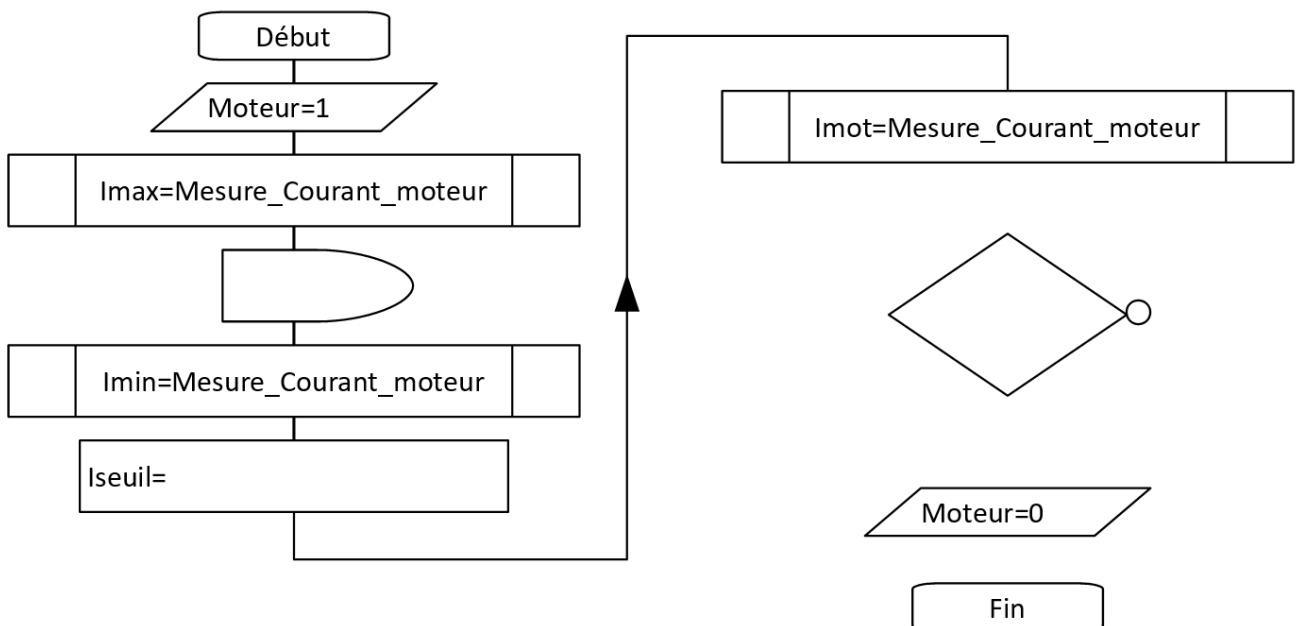 Début
Moteur=1
Imax=Mesure_Courant_moteur
Imin=Mesure_Courant_moteur
Iseuil=
Imot=Mesure_Courant_moteur
Moteur=0
Fin